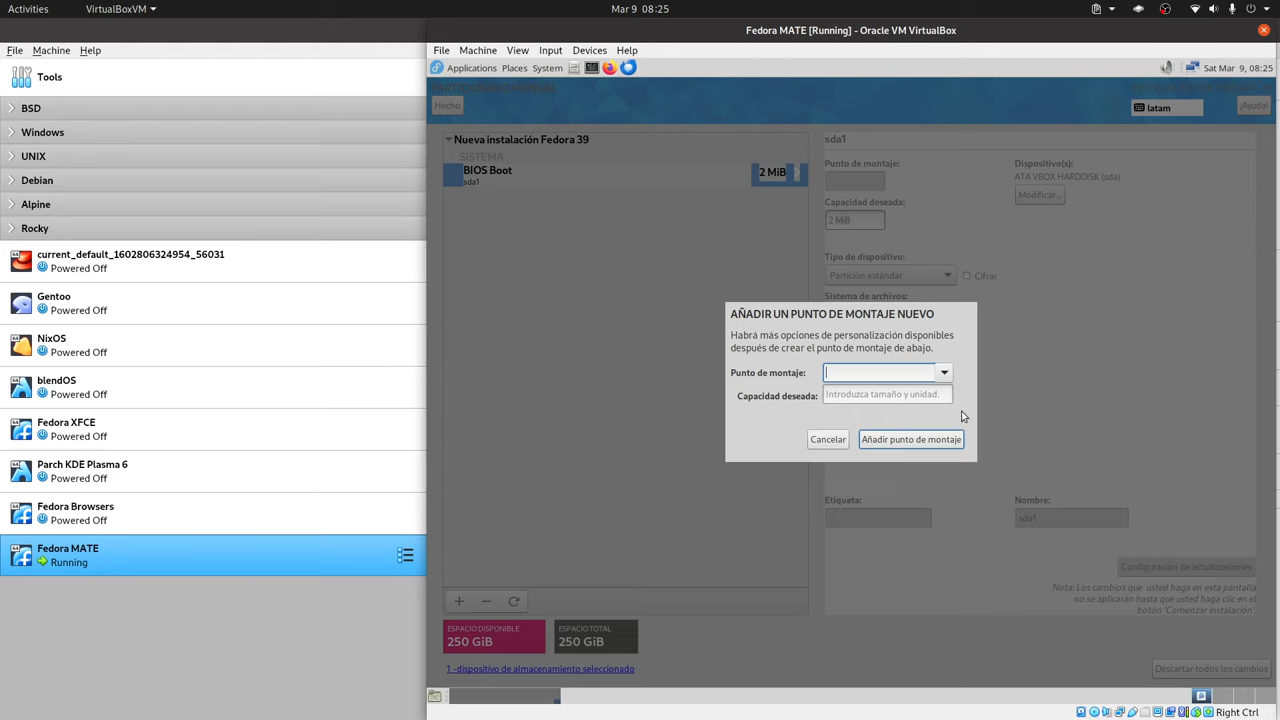 Activities
VirtualBoxVM
Mar 9 08:25
Fedora MATE [Running] - Oracle VM VirtualBox
File Machine Help
File Machine View Input Devices Help
Tools
Applications Places System
Sat Mar 9, 08:25
BSD
Windows
UNIX
Debian
Alpine
Rocky
current_default_1602806324954_56031
Powered Off
Gentoo
Powered Off
NixOS
Powered Off
blendOS
Powered Off
Fedora XFCE
Powered Off
Parch KDE Plasma 6
Powered Off
Fedora Browsers
Powered Off
Fedora MATE
Running
PARTICIONADO MANUAL
Hecho
latam
¡Ayuda!
Nueva instalación Fedora 39
SISTEMA
BIOS Boot
sda1
2 MiB
sda1
Punto de montaje:
Dispositivo(s):
ATA VBOX HARDDISK (sda)
Modificar...
Capacidad deseada:
2 MiB
Tipo de dispositivo:
Partición estándar
Cifrar
Sistema de archivos:
AÑADIR UN PUNTO DE MONTAJE NUEVO
Habrá más opciones de personalización disponibles
después de crear el punto de montaje de abajo.
Punto de montaje:
Capacidad deseada:
Introduzca tamaño y unidad.
Cancelar
Añadir punto de montaje
Etiqueta:
Nombre:
sda1
Configuración de actualizaciones
Nota: Los cambios que usted haga en esta pantalla
no se aplicarán hasta que usted haga clic en el
botón 'Comenzar instalación'.
ESPACIO DISPONIBLE
250 GiB
ESPACIO TOTAL
250 GiB
1 -dispositivo de almacenamiento seleccionado
Descartar todos los cambios
Right Ctrl